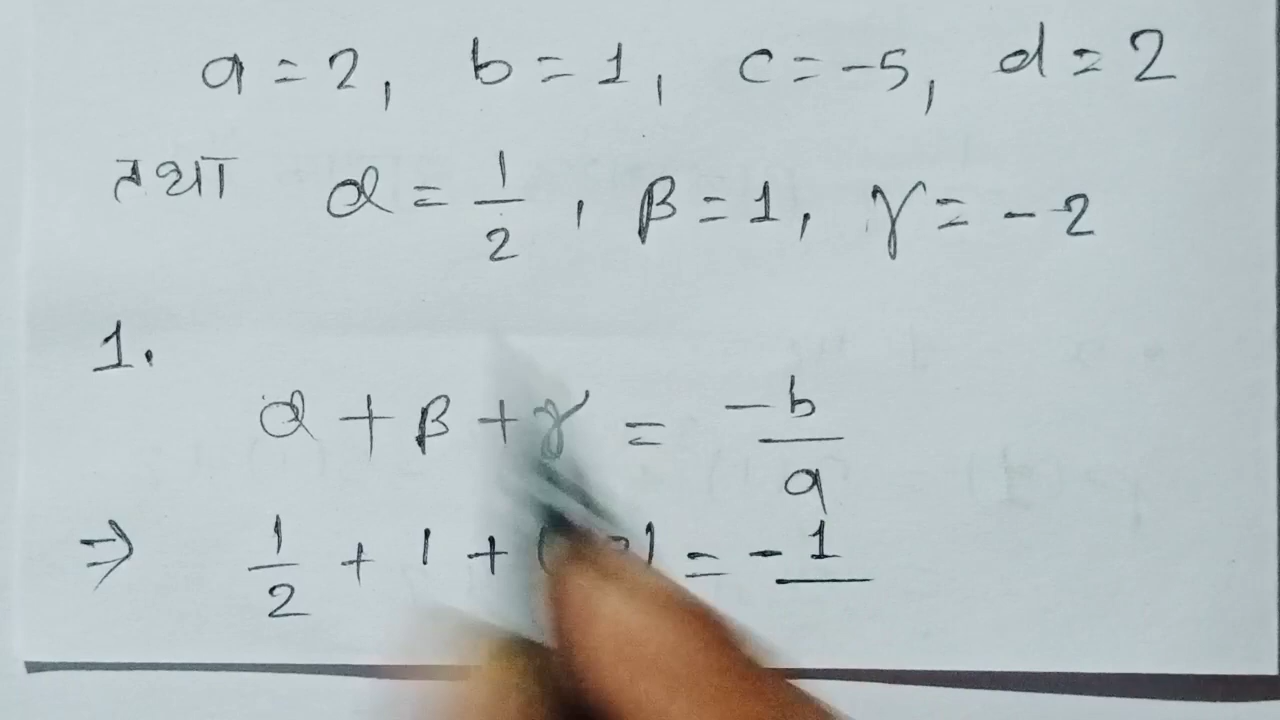 a = 2, b = 1, c = -5, d = 2
तथा α = 1/2, β = 1, γ = -2
1.
α + β + γ = -b/a
⇒ 1/2 + 1 + ( ) = -1/